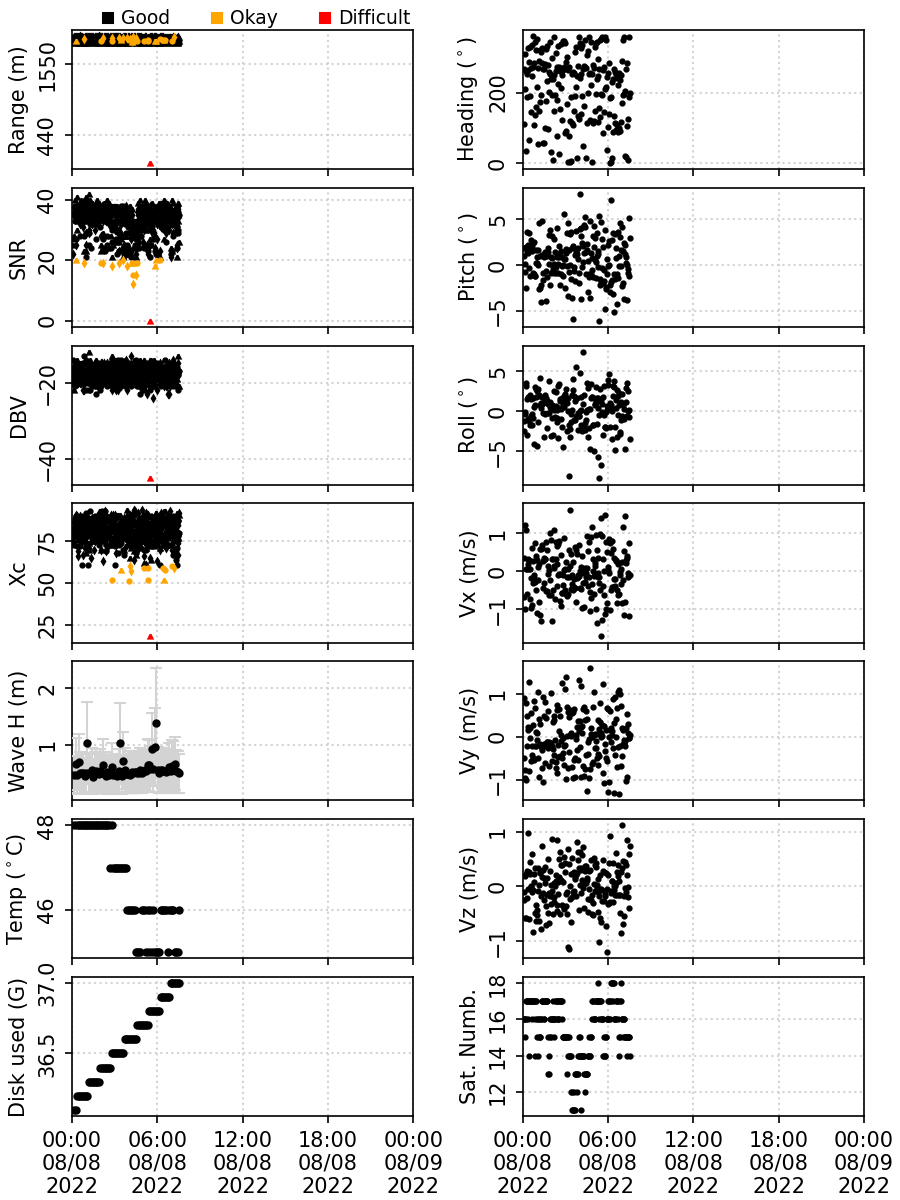 Good Okay Difficult
Range (m)
1550
440
Heading (°)
200
0
SNR
40
20
0
Pitch (°)
5
0
−5
DBV
−20
−40
Roll (°)
5
0
−5
Xc
75
50
25
Vx (m/s)
1
0
−1
Wave H (m)
2
1
Vy (m/s)
1
0
−1
Temp (°C)
48
46
Vz (m/s)
1
0
−1
Disk used (G)
37.0
36.5
Sat. Numb.
18
16
14
12
00:00 06:00 12:00 18:00 00:00
08/08 08/08 08/08 08/08 08/09
2022 2022 2022 2022 2022
00:00 06:00 12:00 18:00 00:00
08/08 08/08 08/08 08/08 08/09
2022 2022 2022 2022 2022